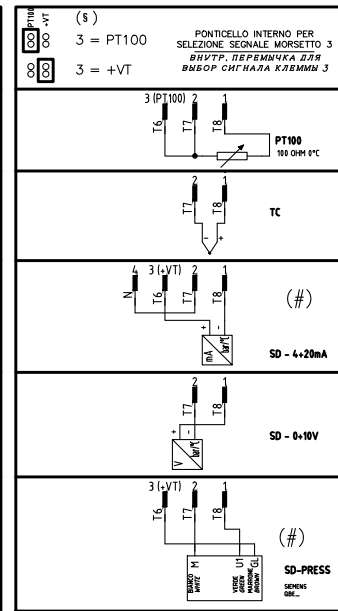 PT100
+VT
(§)
3 = PT100
3 = +VT
PONTICELLO INTERNO PER
SELEZIONE SEGNALE MORSETTO 3
ВНУТР. ПЕРЕМЫЧКА ДЛЯ
ВЫБОР СИГНАЛА КЛЕММЫ 3
3 (PT100) 2 1
T6 T7 T8
PT100
100 OHM 0°C
2 1
T7 T8
- +
TC
4 3 (+VT) 2 1
N T6 T7 T8
(#)
+ -
mA bar/°C
SD - 4÷20mA
2 1
T7 T8
+ -
V bar/°C
SD - 0÷10V
3 (+VT) 2 1
T6 T7 T8
(#)
M U1 GL
BIANCO
WHITE
VERDE
GREEN
MARRONE
BROWN
SD-PRESS
SIEMENS
QBE...